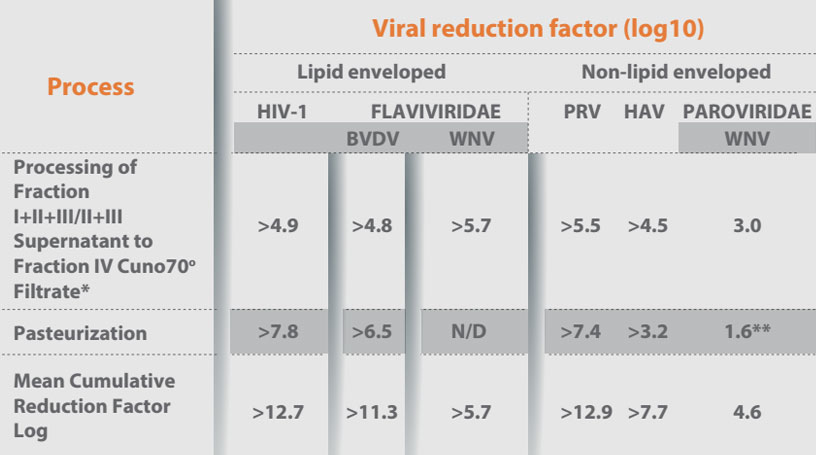 Viral reduction factor (log10)
Process
Lipid enveloped Non-lipid enveloped
HIV-1 FLAVIVIRIDAE PRV HAV PAROVIRIDAE
BVDV WNV WNV
Processing of
Fraction
I+II+III/II+III
Supernatant to
Fraction IV Cuno70º
Filtrate*
>4.9 >4.8 >5.7 >5.5 >4.5 3.0
Pasteurization >7.8 >6.5 N/D >7.4 >3.2 1.6**
Mean Cumulative
Reduction Factor
Log
>12.7 >11.3 >5.7 >12.9 >7.7 4.6